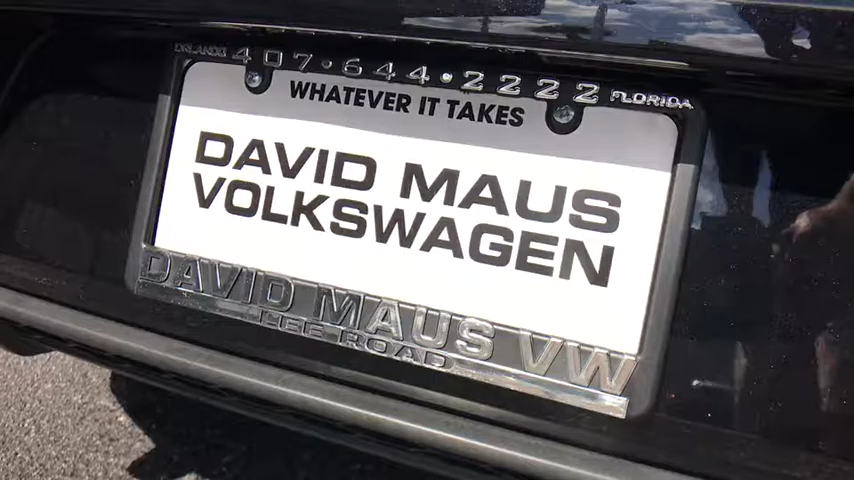 ORLANDO 407•644•2222 FLORIDA
WHATEVER IT TAKES
DAVID MAUS
VOLKSWAGEN
DAVID MAUS VW
LEE ROAD